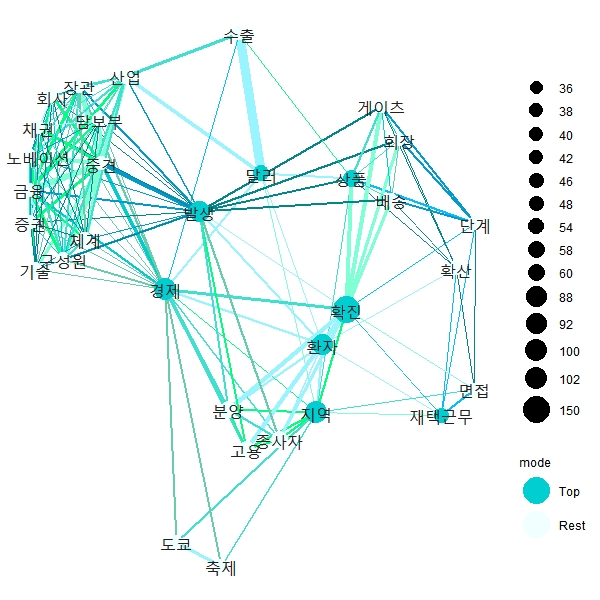 수출
산업
장관
회사
담보부
채권
노베이션
중견
금융
증권
체계
구성원
기술
발생
달러
상품
게이츠
회장
배송
단계
확산
경제
확진
환자
면접
분양
지역
재택근무
고용
종사자
도쿄
축제
36
38
40
42
46
48
54
58
60
88
92
100
102
150
mode
Top
Rest